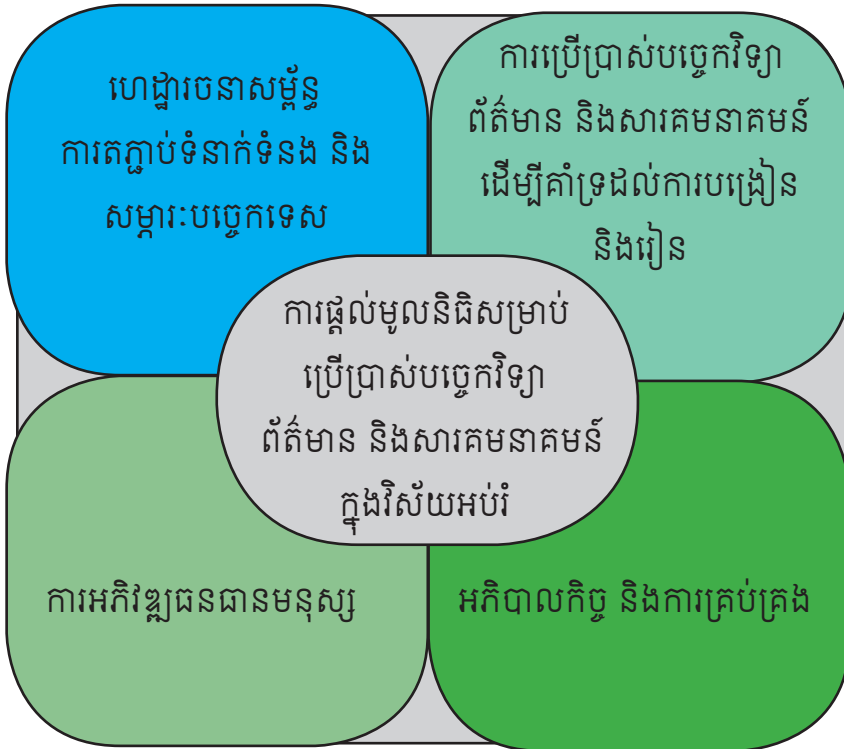 ហេដ្ឋារចនាសម្ព័ន្ធ
ការតភ្ជាប់ទំនាក់ទំនង និង
សម្ភារៈបច្ចេកទេស
ការប្រើប្រាស់បច្ចេកវិទ្យា
ព័ត៌មាន និងសារគមនាគមន៍
ដើម្បីគាំទ្រដល់ការបង្រៀន
និងរៀន
ការផ្តល់មូលនិធិសម្រាប់
ប្រើប្រាស់បច្ចេកវិទ្យា
ព័ត៌មាន និងសារគមនាគមន៍
ក្នុងវិស័យអប់រំ
ការអភិវឌ្ឍធនធានមនុស្ស
អភិបាលកិច្ច និងការគ្រប់គ្រង